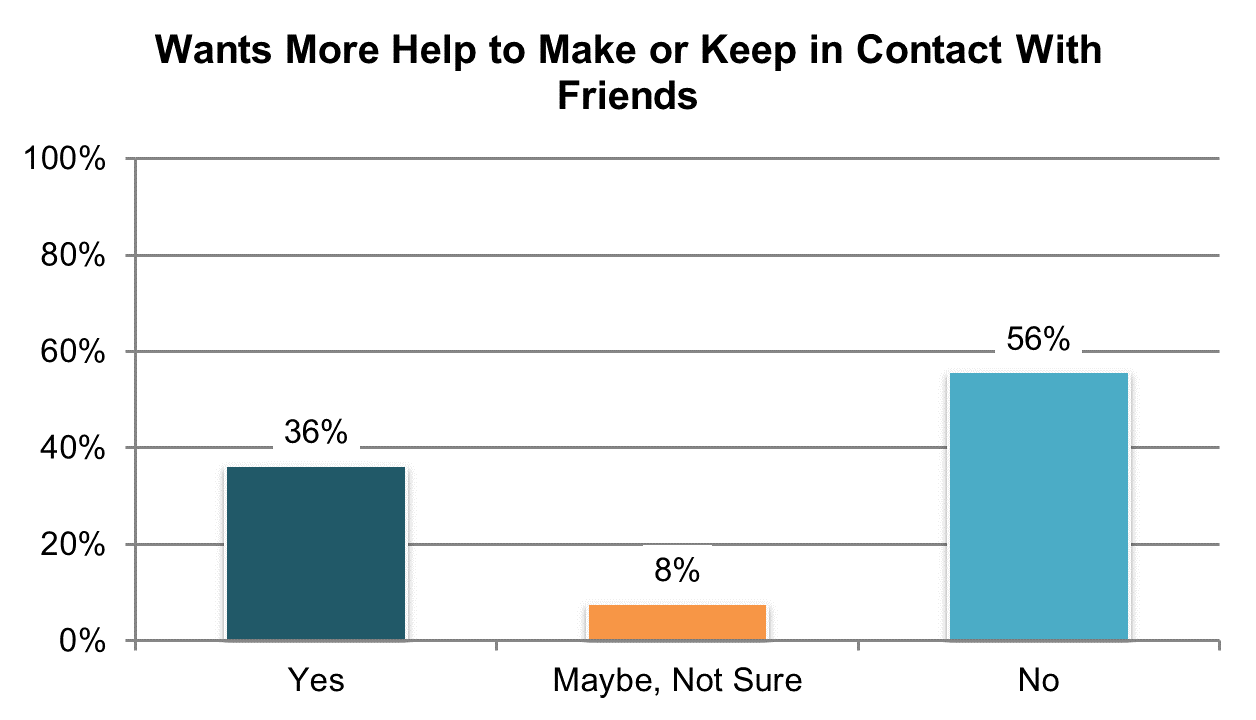 Wants More Help to Make or Keep in Contact With
Friends
100%
80%
60%
40%
20%
0%
36%
8%
56%
Yes
Maybe, Not Sure
No